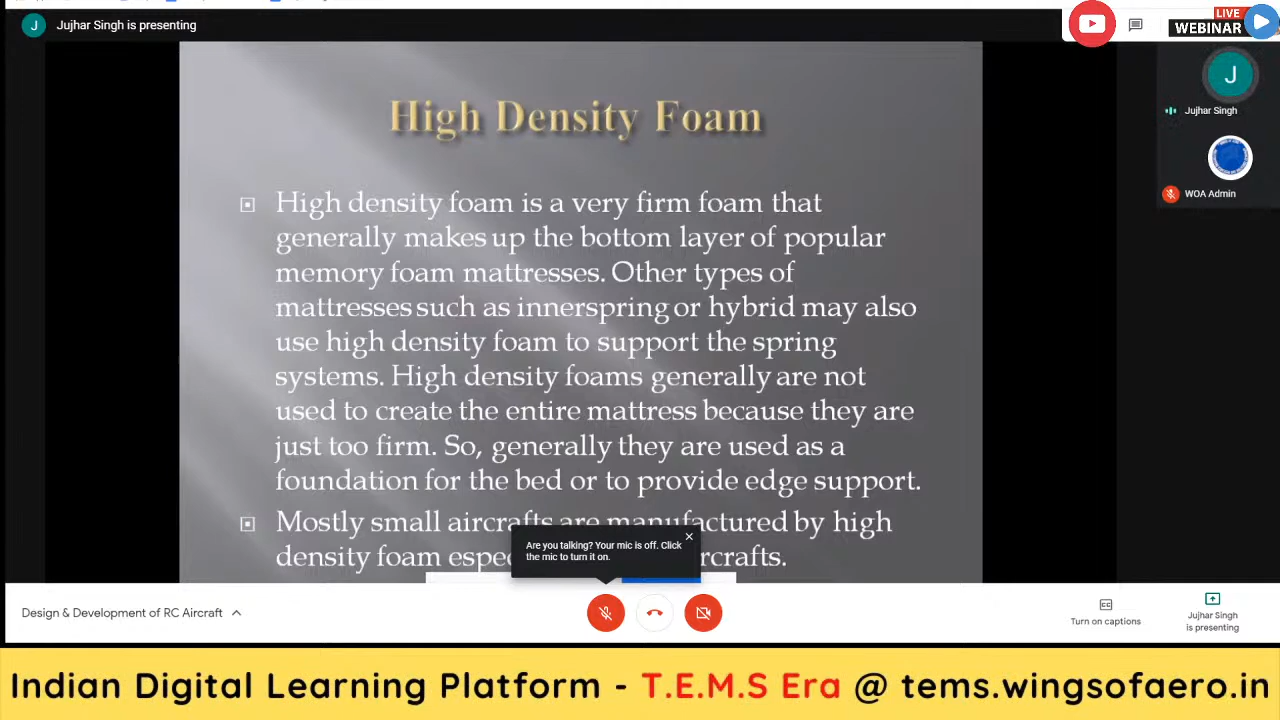 J
Jujhar Singh is presenting
LIVE
WEBINAR
J
Jujhar Singh
WOA Admin
High Density Foam
High density foam is a very firm foam that
generally makes up the bottom layer of popular
memory foam mattresses. Other types of
mattresses such as innerspring or hybrid may also
use high density foam to support the spring
systems. High density foams generally are not
used to create the entire mattress because they are
just too firm. So, generally they are used as a
foundation for the bed or to provide edge support.
Mostly small aircrafts are manufactured by high
density foam
Are you talking? Your mic is off. Click
the mic to turn it on.
Design & Development of RC Aircraft
Turn on captions
Jujhar Singh
is presenting
Indian Digital Learning Platform - T.E.M.S Era @ tems.wingsofaero.in